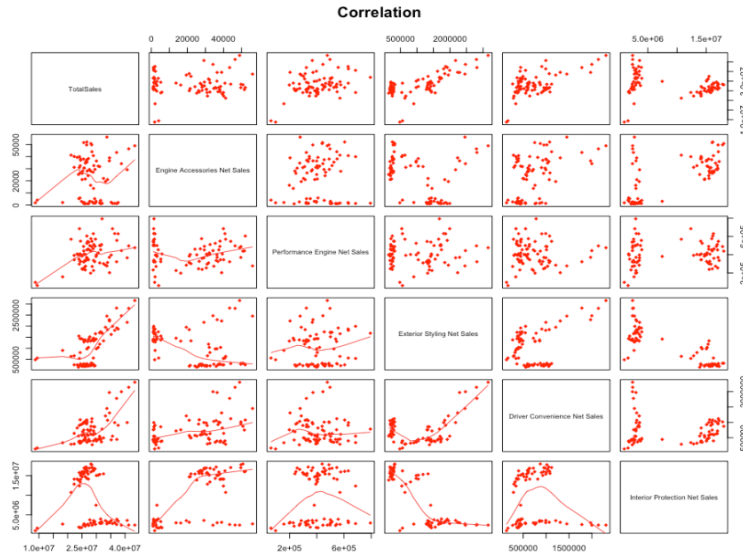 Correlation
0 20000 40000
500000 2000000
5.0e+06 1.5e+07
TotalSales
0 20000 50000
Engine Accessories Net Sales
Performance Engine Net Sales
500000 2500000
Exterior Styling Net Sales
Driver Convenience Net Sales
5.0e+06 1.5e+07
Interior Protection Net Sales
1.0e+07 2.5e+07 4.0e+07
2e+05 6e+05
500000 1500000